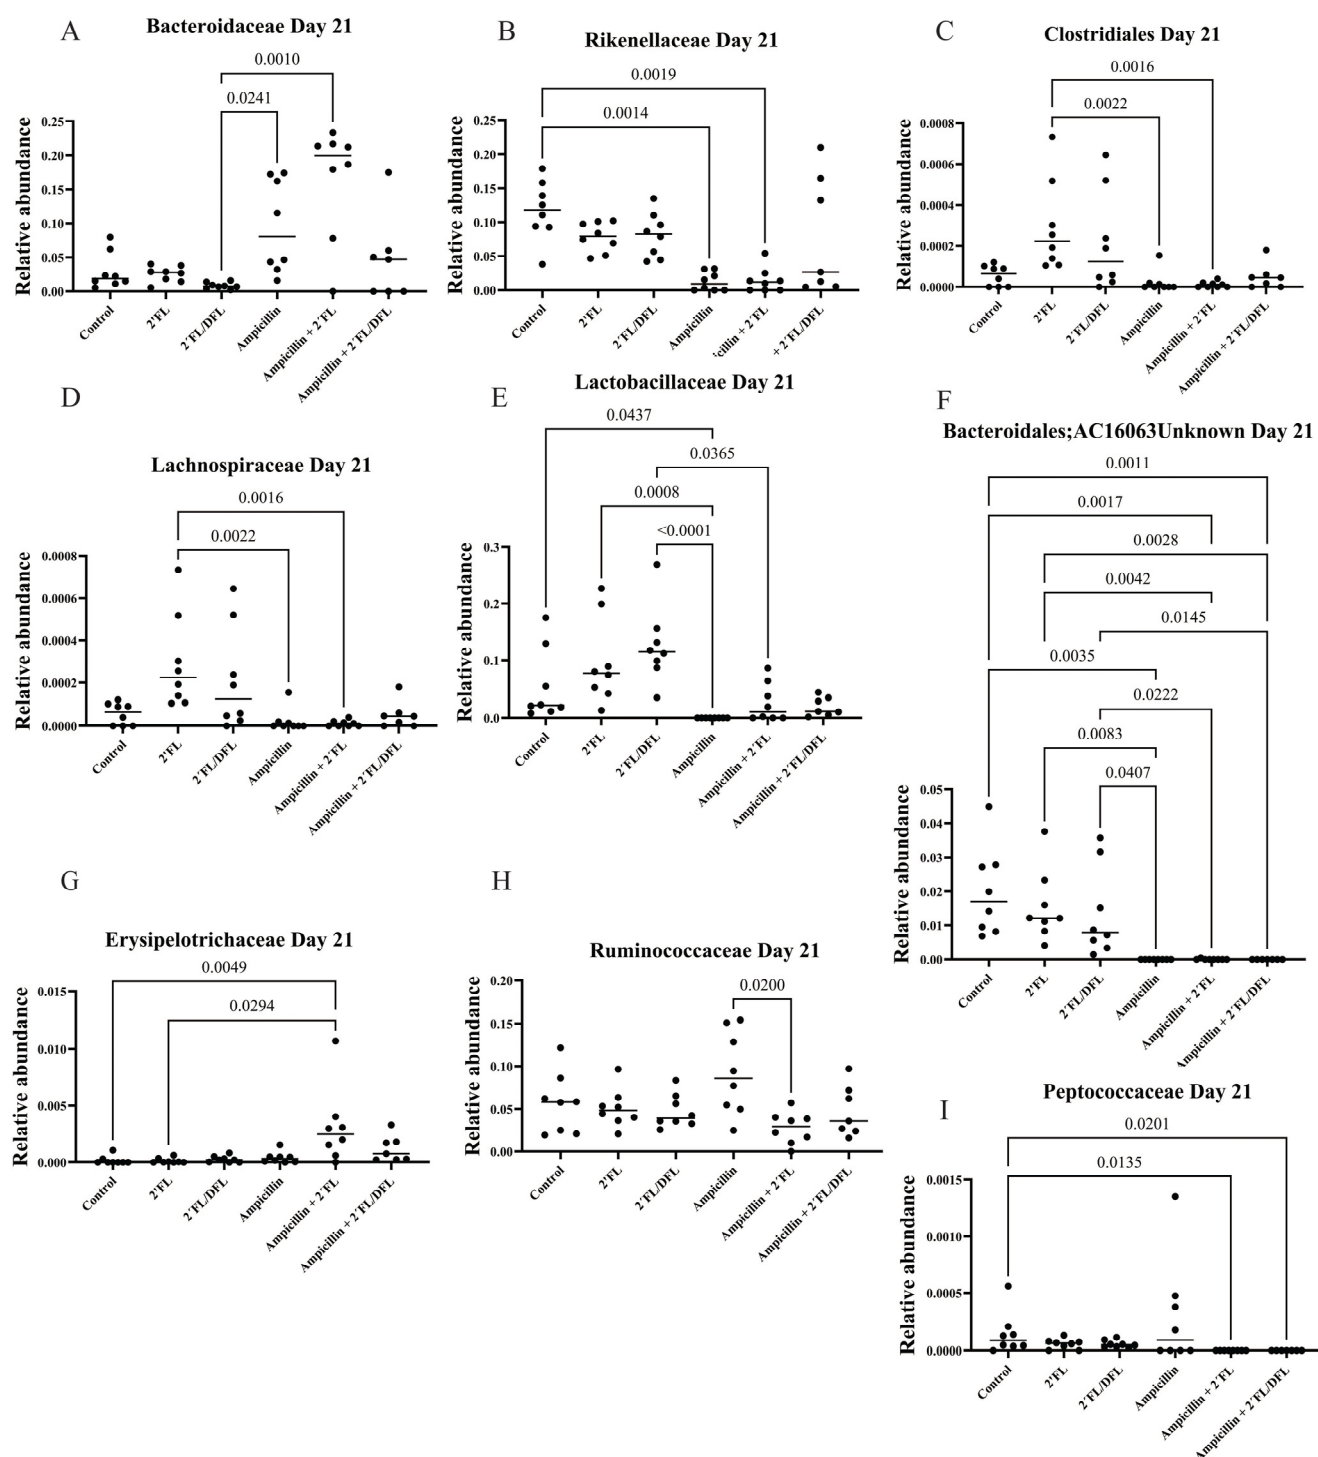 A
Bacteroidaceae Day 21
0.0010
0.0241
Relative abundance
0.25
0.20
0.15
0.10
0.05
0.00
Control
2'FL
2'FL/DFL
Ampicillin
Ampicillin + 2'FL
Ampicillin + 2'FL/DFL
B
Rikenellaceae Day 21
0.0019
0.0014
Relative abundance
0.25
0.20
0.15
0.10
0.05
0.00
Control
2'FL
2'FL/DFL
Ampicillin
icillin + 2'FL
+ 2'FL/DFL
C
Clostridiales Day 21
0.0016
0.0022
Relative abundance
0.0008
0.0006
0.0004
0.0002
0.0000
Control
2'FL
2'FL/DFL
Ampicillin
Ampicillin + 2'FL
Ampicillin + 2'FL/DFL
D
Lachnospiraceae Day 21
0.0016
0.0022
Relative abundance
0.0008
0.0006
0.0004
0.0002
0.0000
Control
2'FL
2'FL/DFL
Ampicillin
Ampicillin + 2'FL
Ampicillin + 2'FL/DFL
E
Lactobacillaceae Day 21
0.0437
0.0365
0.0008
<0.0001
Relative abundance
0.3
0.2
0.1
0.0
Control
2'FL
2'FL/DFL
Ampicillin
Ampicillin + 2'FL
Ampicillin + 2'FL/DFL
F
Bacteroidales;AC16063Unknown Day 21
0.0011
0.0017
0.0028
0.0042
0.0145
0.0035
0.0222
0.0083
0.0407
Relative abundance
0.05
0.04
0.03
0.02
0.01
0.00
Control
2'FL
2'FL/DFL
Ampicillin
Ampicillin + 2'FL
Ampicillin + 2'FL/DFL
G
Erysipelotrichaceae Day 21
0.0049
0.0294
Relative abundance
0.015
0.010
0.005
0.000
Control
2'FL
2'FL/DFL
Ampicillin
Ampicillin + 2'FL
Ampicillin + 2'FL/DFL
H
Ruminococcaceae Day 21
0.0200
Relative abundance
0.20
0.15
0.10
0.05
0.00
Control
2'FL
2'FL/DFL
Ampicillin
Ampicillin + 2'FL
Ampicillin + 2'FL/DFL
I
Peptococcaceae Day 21
0.0201
0.0135
Relative abundance
0.0015
0.0010
0.0005
0.0000
Control
2'FL
2'FL/DFL
Ampicillin
Ampicillin + 2'FL
Ampicillin + 2'FL/DFL